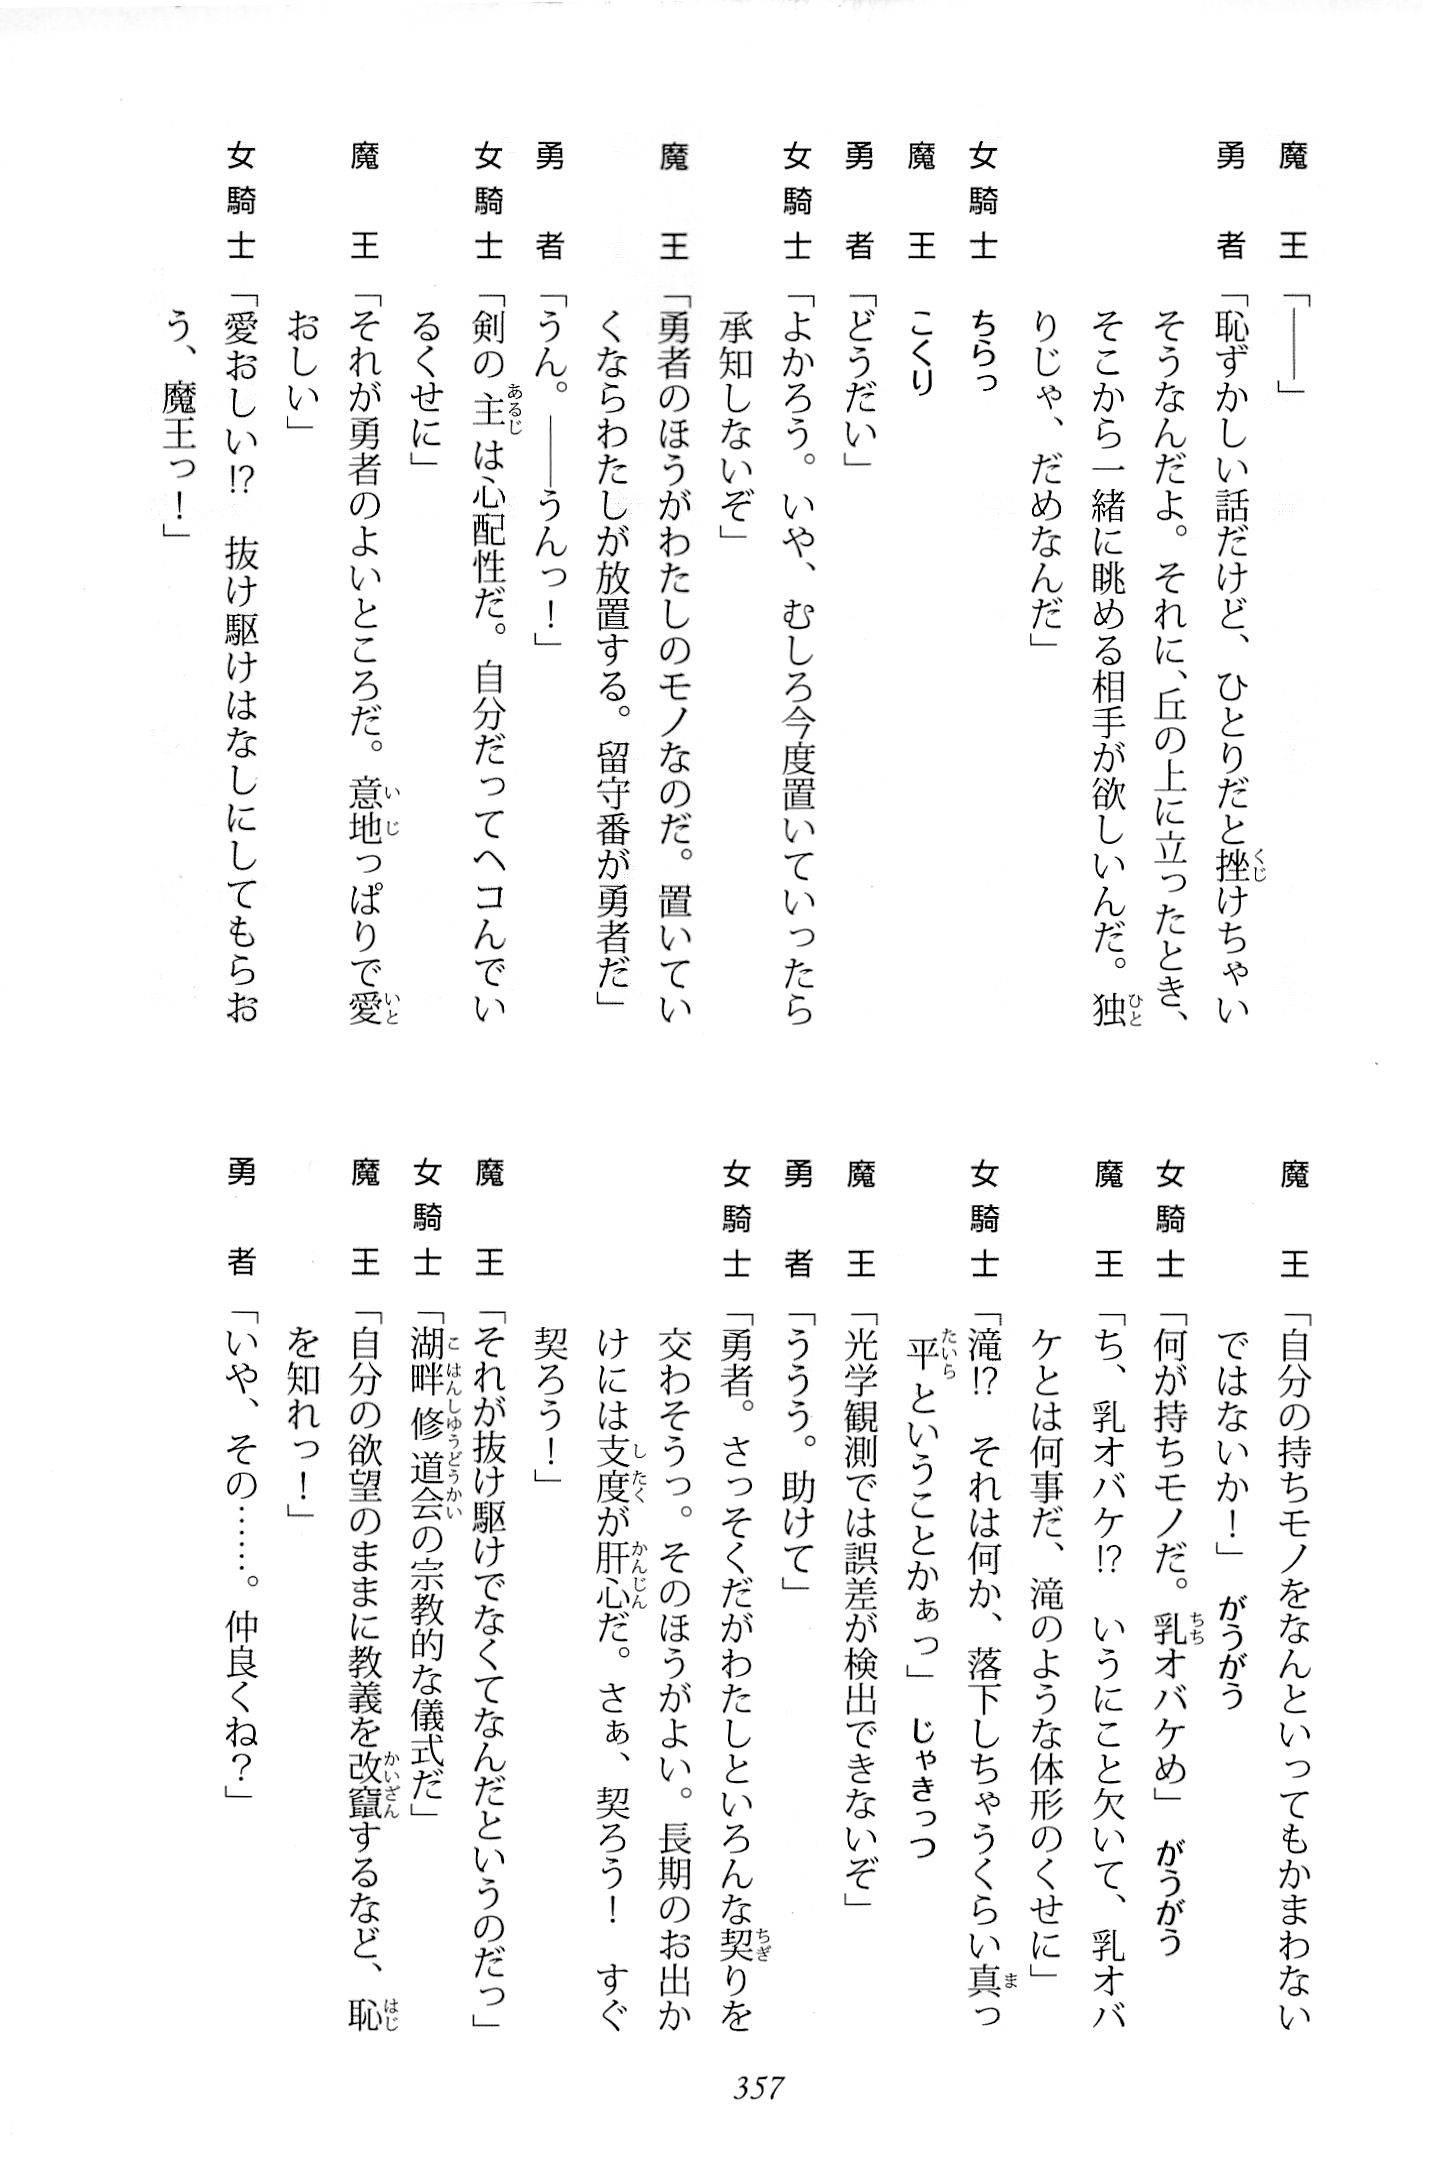 魔王「――」
勇者「恥ずかしい話だけど、ひとりだと挫けちゃい
そうなんだよ。それに、丘の上に立ったとき、
そこから一緒に眺める相手が欲しいんだ。独
りじゃ、だめなんだ」
女騎士　ちらっ
魔王　こくり
勇者「どうだい」
女騎士「よかろう。いや、むしろ今度置いていったら
承知しないぞ」
魔王「勇者のほうがわたしのモノなのだ。置いてい
くならわたしが放置する。留守番が勇者だ」
勇者「うん。――うんっ！」
女騎士「剣の主は心配性だ。自分だってヘコんでい
るくせに」
魔王「それが勇者のよいところだ。意地っぱりで愛
おしい」
女騎士「愛おしい!?　抜け駆けはなしにしてもらお
う、魔王っ！」
魔王「自分の持ちモノをなんといってもかまわない
ではないか！」　がうがう
女騎士「何が持ちモノだ。乳オバケめ」　がうがう
魔王「ち、乳オバケ!?　いうにこと欠いて、乳オバ
ケとは何事だ、滝のような体形のくせに」
女騎士「滝!?　それは何か、落下しちゃうくらい真っ
平ということかぁっ」　じゃきっつ
魔王「光学観測では誤差が検出できないぞ」
勇者「ううう。助けて」
女騎士「勇者。さっそくだがわたしといろんな契りを
交わそうっ。そのほうがよい。長期のお出か
けには支度が肝心だ。さぁ、契ろう！　すぐ
契ろう！」
魔王「それが抜け駆けでなくてなんだというのだっ」
女騎士「湖畔修道会の宗教的な儀式だ」
魔王「自分の欲望のままに教義を改竄するなど、恥
を知れっ！」
勇者「いや、その……。仲良くね？」
357